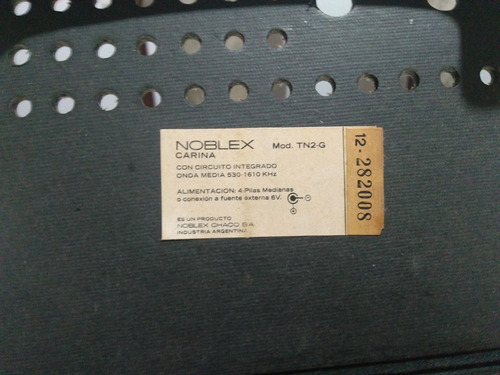 NOBLEX Mod. TN2-G
CARINA
CON CIRCUITO INTEGRADO
ONDA MEDIA 530-1610 KHz
ALIMENTACION: 4 Pilas Medianas
o conexión a fuente externa 6V.
ES UN PRODUCTO
NOBLEX CHACO S.A.
INDUSTRIA ARGENTINA
12-282008